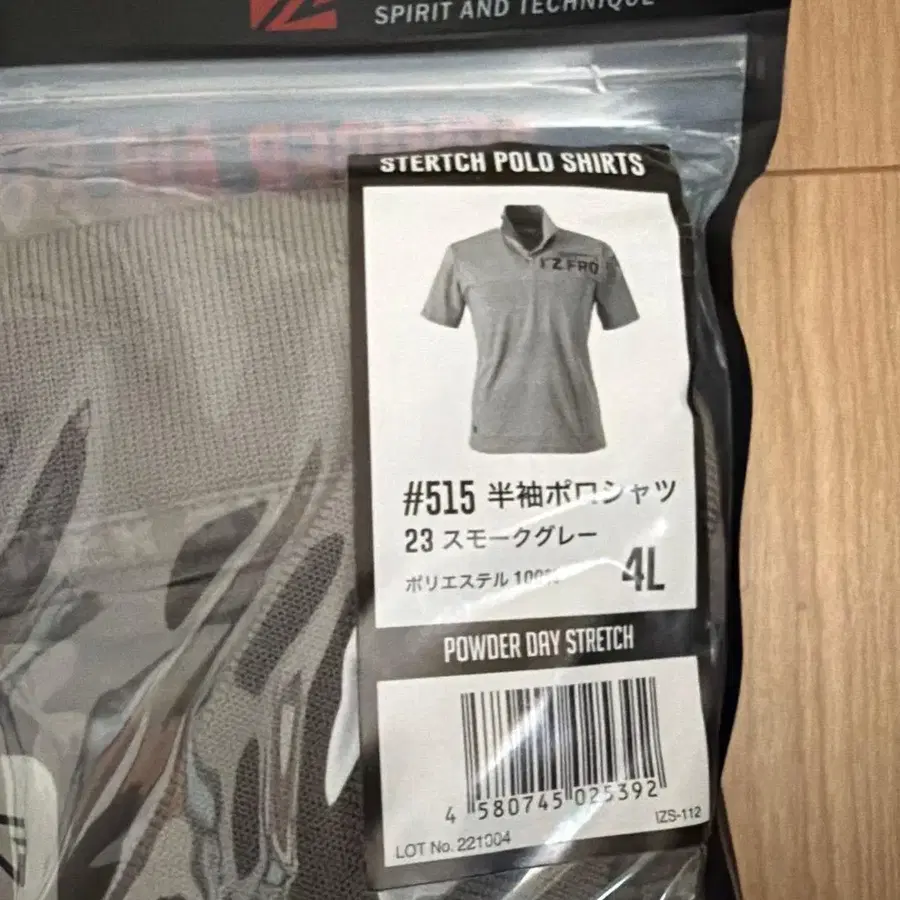 SPIRIT AND TECHNIQUE
STERTCH POLO SHIRTS
#515 半袖ポロシャツ
23 スモークグレー
ポリエステル 100%
4L
POWDER DAY STRETCH
4 580745 025392
IZS-112
LOT No. 221004